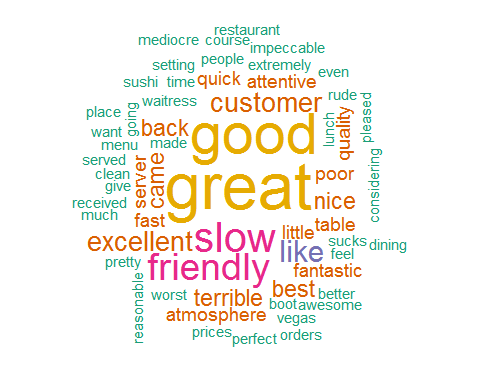 restaurant
mediocre course
impeccable
people
setting
extremely
even
sushi time
quick
attentive
rude
waitress
customer
place
going
back
good
lunch
quality
pleased
want
made
menu
came
served
server
great
poor
considering
clean
give
nice
received
much
fast
slow
little
table
excellent
like
sucks
dining
feel
pretty
friendly
fantastic
reasonable
worst
terrible
best
better
boot
awesome
atmosphere
vegas
prices
perfect
orders